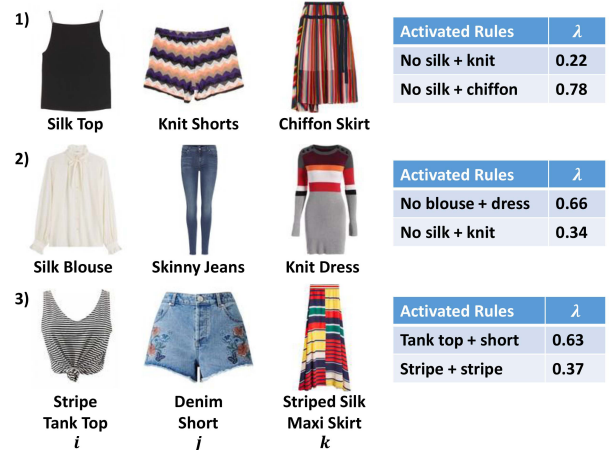 1)
Silk Top
Knit Shorts
Chiffon Skirt
Activated Rules λ
No silk + knit 0.22
No silk + chiffon 0.78
2)
Silk Blouse
Skinny Jeans
Knit Dress
Activated Rules λ
No blouse + dress 0.66
No silk + knit 0.34
3)
Stripe
Tank Top
i
Denim
Short
j
Striped Silk
Maxi Skirt
k
Activated Rules λ
Tank top + short 0.63
Stripe + stripe 0.37